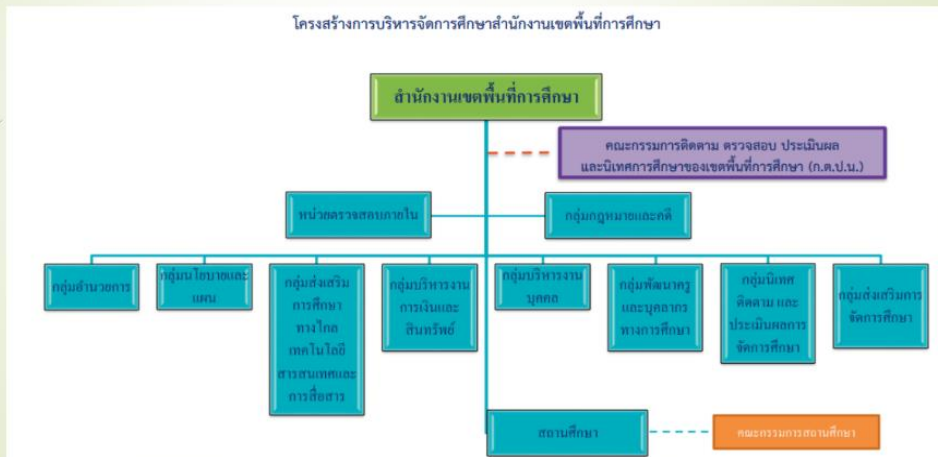 โครงสร้างการบริหารจัดการศึกษาสำนักงานเขตพื้นที่การศึกษา
สำนักงานเขตพื้นที่การศึกษา
คณะกรรมการติดตาม ตรวจสอบ ประเมินผล
และนิเทศการศึกษาของเขตพื้นที่การศึกษา (ก.ต.ป.น.)
หน่วยตรวจสอบภายใน
กลุ่มกฎหมายและคดี
กลุ่มอำนวยการ
กลุ่มนโยบายและ
แผน
กลุ่มส่งเสริม
การศึกษา
ทางไกล
เทคโนโลยี
สารสนเทศและ
การสื่อสาร
กลุ่มบริหารงาน
การเงินและ
สินทรัพย์
กลุ่มบริหารงาน
บุคคล
กลุ่มพัฒนาครู
และบุคลากร
ทางการศึกษา
กลุ่มนิเทศ
ติดตาม และ
ประเมินผลการ
จัดการศึกษา
กลุ่มส่งเสริมการ
จัดการศึกษา
สถานศึกษา
คณะกรรมการสถานศึกษา